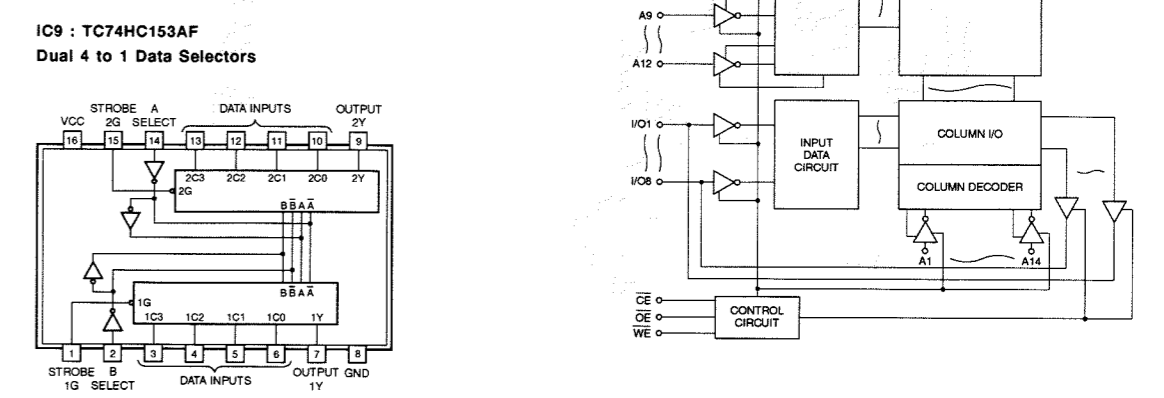 IC9 : TC74HC153AF
Dual 4 to 1 Data Selectors
STROBE A DATA INPUTS OUTPUT
VCC 2G SELECT 2Y
16 15 14 13 12 11 10 9
2C3 2C2 2C1 2C0 2Y
2G
B B̅ A A̅
B B̅ A A̅
1G
1C3 1C2 1C1 1C0 1Y
1 2 3 4 5 6 7 8
STROBE B DATA INPUTS OUTPUT GND
1G SELECT 1Y
A9
A12
I/O1
I/O8
INPUT
DATA
CIRCUIT
COLUMN I/O
COLUMN DECODER
A1 A14
C̅E̅
O̅E̅
W̅E̅
CONTROL
CIRCUIT